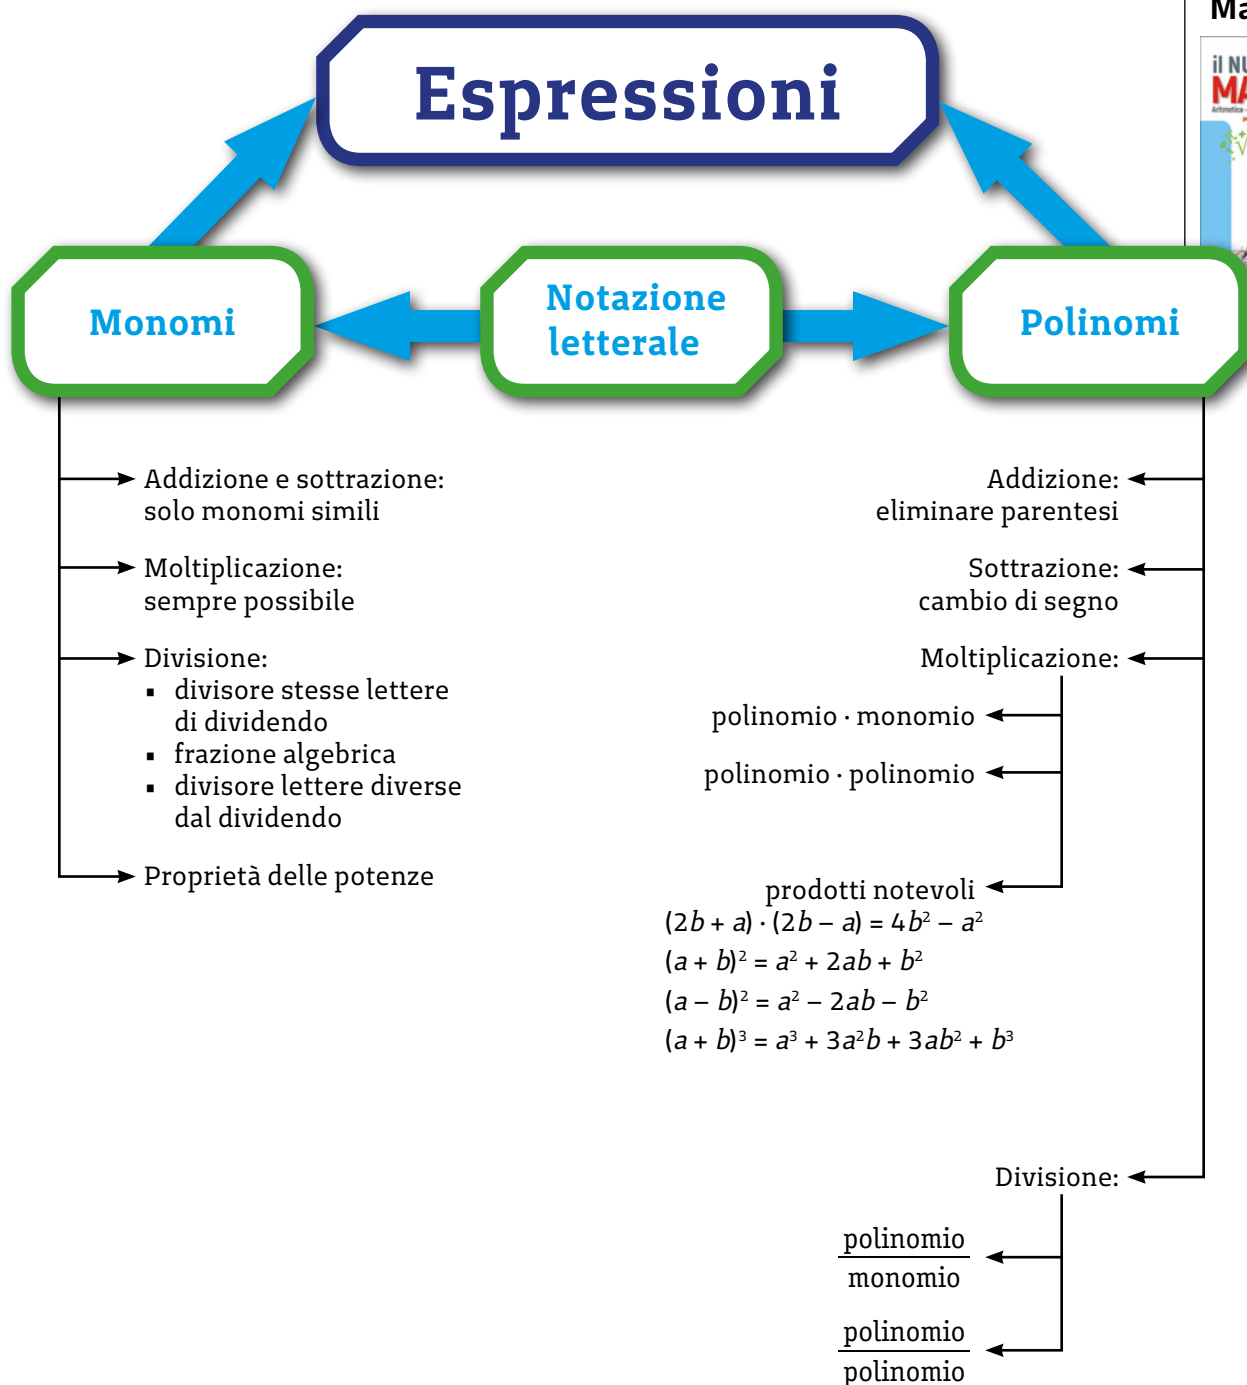 Ma
il NU
MA
Aritmetica
Espressioni
Monomi
Notazione
letterale
Polinomi
Addizione e sottrazione:
solo monomi simili
Moltiplicazione:
sempre possibile
Divisione:
▪ divisore stesse lettere
di dividendo
▪ frazione algebrica
▪ divisore lettere diverse
dal dividendo
Proprietà delle potenze
Addizione:
eliminare parentesi
Sottrazione:
cambio di segno
Moltiplicazione:
polinomio · monomio
polinomio · polinomio
prodotti notevoli
(2b + a) · (2b – a) = 4b² – a²
(a + b)² = a² + 2ab + b²
(a – b)² = a² – 2ab – b²
(a + b)³ = a³ + 3a²b + 3ab² + b³
Divisione:
polinomio
monomio
polinomio
polinomio